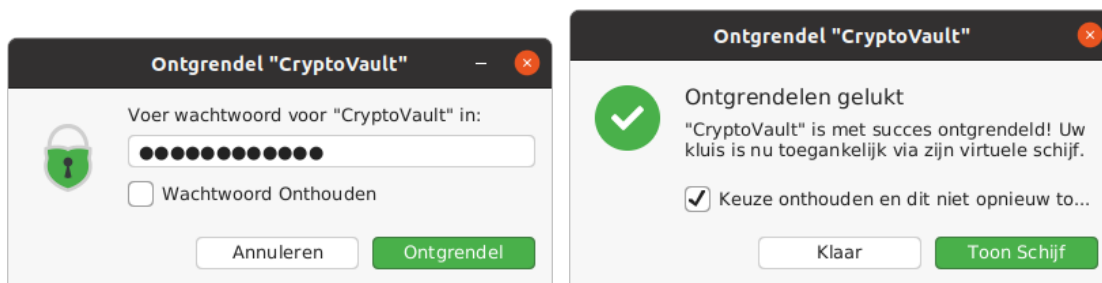 Ontgrendel "CryptoVault"
Voer wachtwoord voor "CryptoVault" in:
Wachtwoord Onthouden
Annuleren
Ontgrendel
Ontgrendel "CryptoVault"
Ontgrendelen gelukt
"CryptoVault" is met succes ontgrendeld! Uw
kluis is nu toegankelijk via zijn virtuele schijf.
Keuze onthouden en dit niet opnieuw to...
Klaar
Toon Schijf